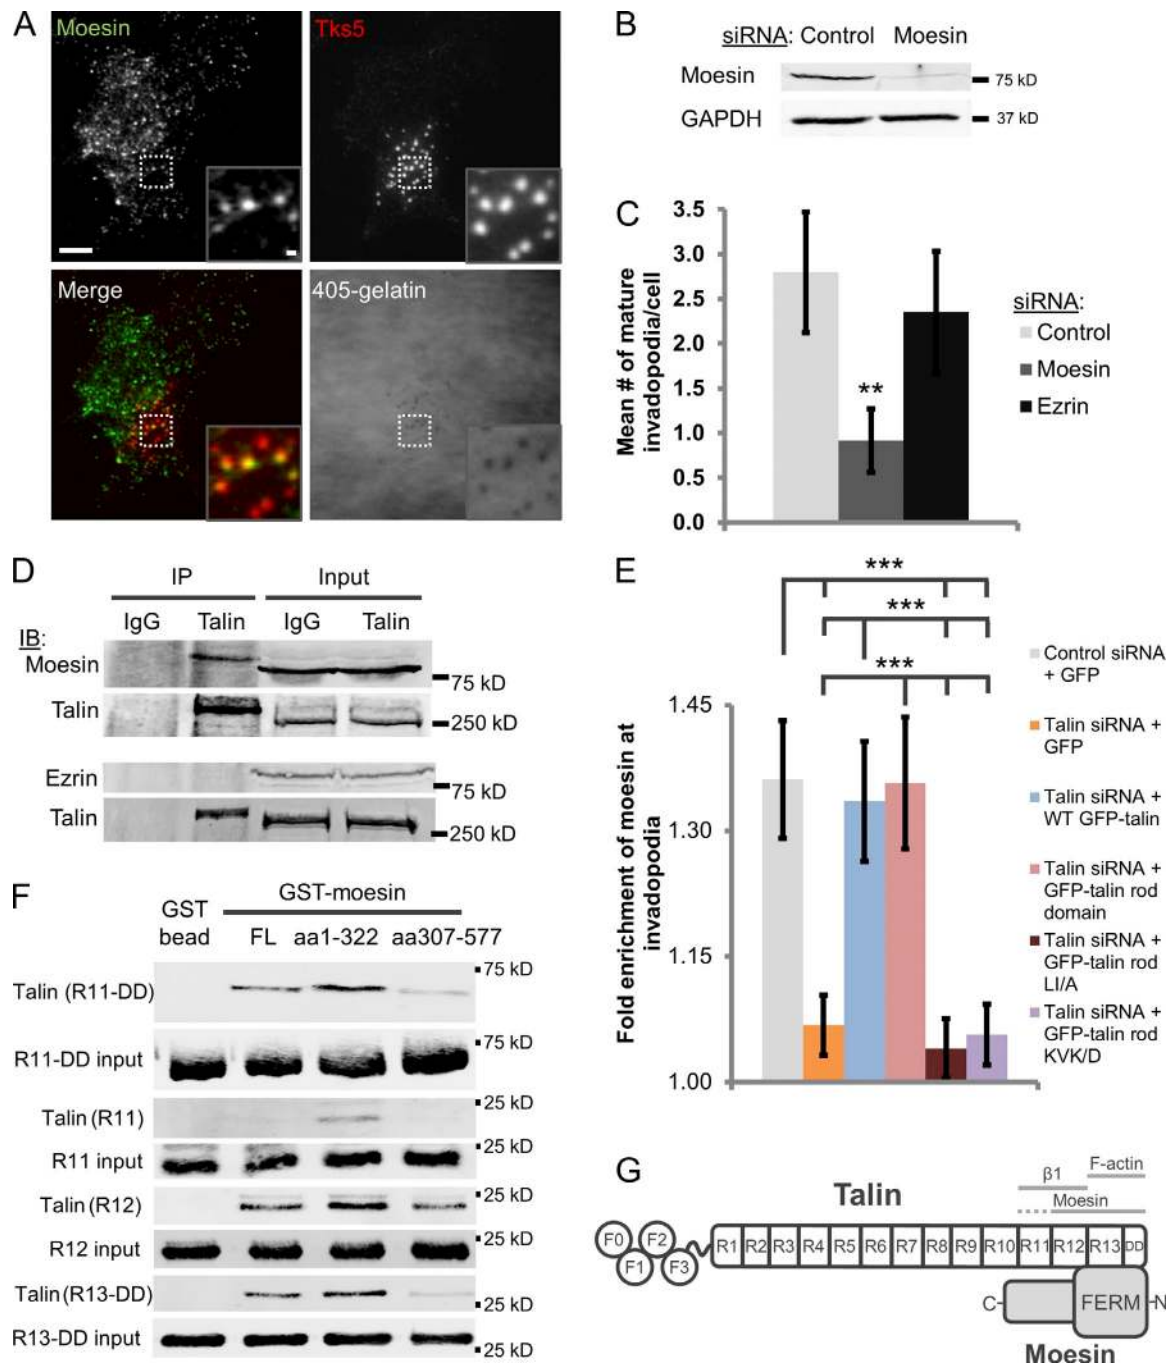 A
Moesin
Tks5
Merge
405-gelatin
B
siRNA: Control Moesin
Moesin
75 kD
GAPDH
37 kD
C
3.5
3.0
2.5
2.0
1.5
1.0
0.5
0.0
Mean # of mature
invadopodia/cell
**
siRNA:
Control
Moesin
Ezrin
D
IP Input
IgG Talin IgG Talin
IB:
Moesin
75 kD
Talin
250 kD
Ezrin
75 kD
Talin
250 kD
E
***
***
***
1.45
1.30
1.15
1.00
Fold enrichment of moesin at
invadopodia
Control siRNA
+ GFP
Talin siRNA +
GFP
Talin siRNA +
WT GFP-talin
Talin siRNA +
GFP-talin rod
domain
Talin siRNA +
GFP-talin rod
LI/A
Talin siRNA +
GFP-talin rod
KVK/D
F
GST-moesin
GST
bead
FL aa1-322 aa307-577
Talin (R11-DD)
75 kD
R11-DD input
75 kD
Talin (R11)
25 kD
R11 input
25 kD
Talin (R12)
25 kD
R12 input
25 kD
Talin (R13-DD)
25 kD
R13-DD input
25 kD
G
Talin
F-actin
β1
Moesin
F0 F1 F2 F3 R1 R2 R3 R4 R5 R6 R7 R8 R9 R10 R11 R12 R13 DD
C- FERM -N
Moesin